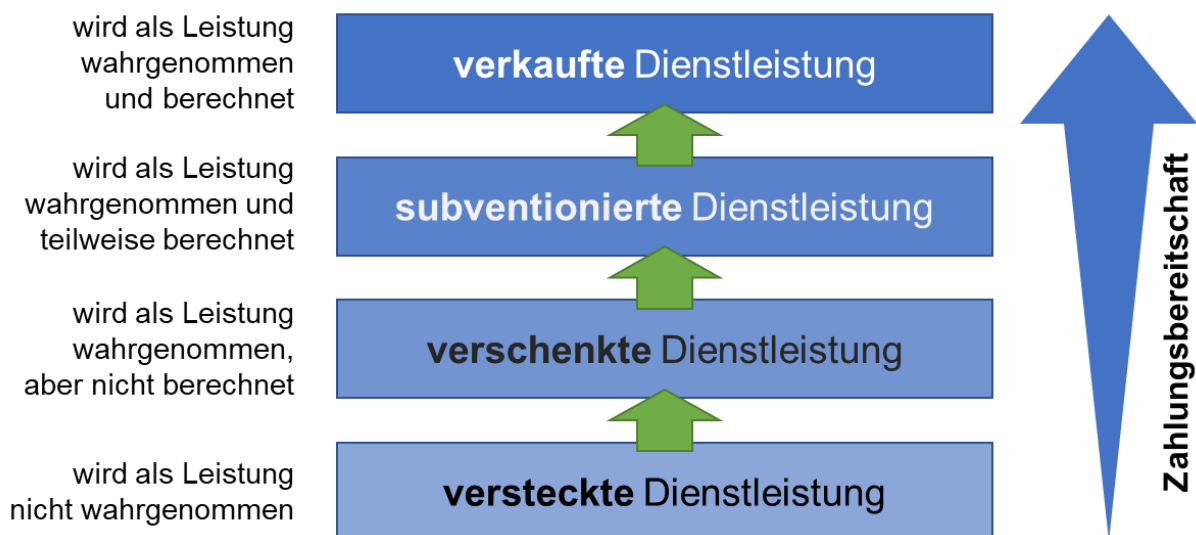 wird als Leistung
wahrgenommen
und berechnet
verkaufte Dienstleistung
wird als Leistung
wahrgenommen und
teilweise berechnet
subventionierte Dienstleistung
wird als Leistung
wahrgenommen,
aber nicht berechnet
verschenkte Dienstleistung
wird als Leistung
nicht wahrgenommen
versteckte Dienstleistung
Zahlungsbereitschaft